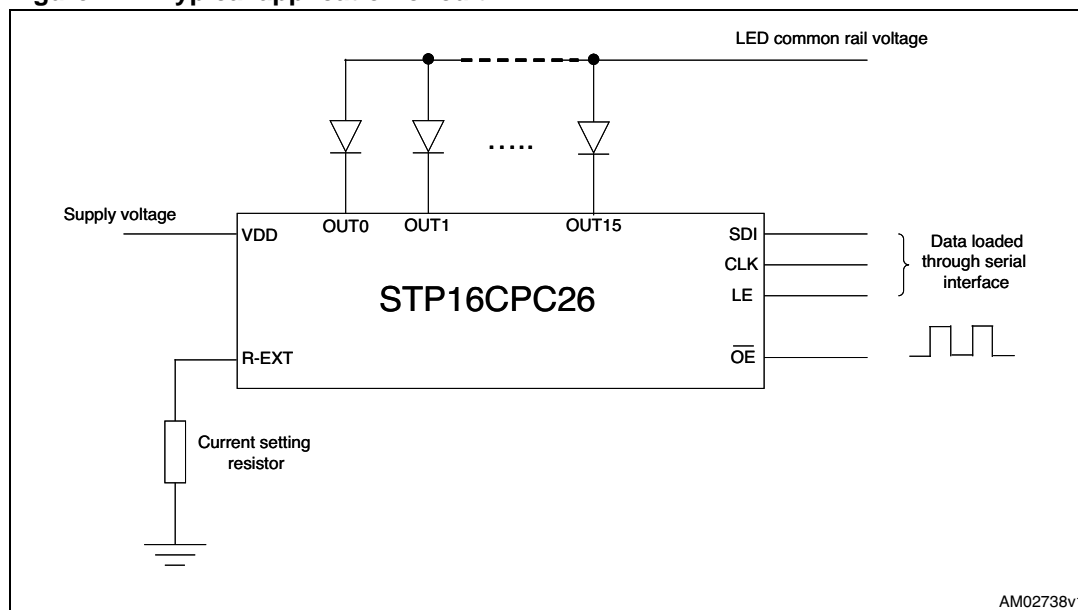 LED common rail voltage
.....
Supply voltage
VDD
OUT0
OUT1
OUT15
SDI
CLK
LE
Data loaded
through serial
interface
STP16CPC26
R-EXT
OE
Current setting
resistor
AM02738v1